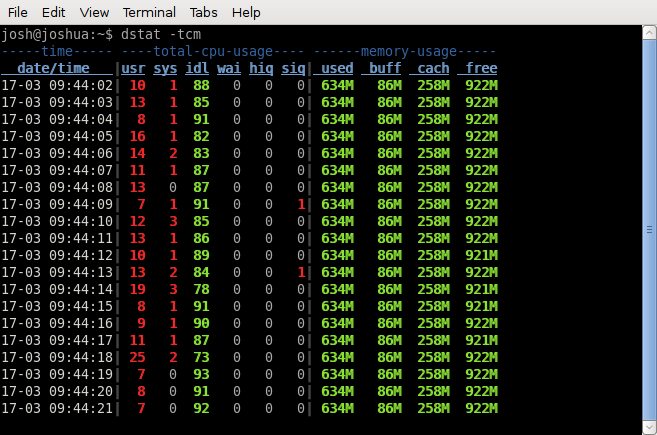 File Edit View Terminal Tabs Help
josh@joshua:~$ dstat -tcm
-----time----- ----total-cpu-usage---- ------memory-usage-----
  date/time   |usr sys idl wai hiq siq| used  buff  cach  free
17-03 09:44:02| 10   1  88   0   0   0| 634M   86M  258M  922M
17-03 09:44:03| 13   1  85   0   0   0| 634M   86M  258M  922M
17-03 09:44:04|  8   1  91   0   0   0| 634M   86M  258M  922M
17-03 09:44:05| 16   1  82   0   0   0| 634M   86M  258M  922M
17-03 09:44:06| 14   2  83   0   0   0| 634M   86M  258M  922M
17-03 09:44:07| 11   1  87   0   0   0| 634M   86M  258M  922M
17-03 09:44:08| 13   0  87   0   0   0| 634M   86M  258M  922M
17-03 09:44:09|  7   1  91   0   0   1| 634M   86M  258M  922M
17-03 09:44:10| 12   3  85   0   0   0| 634M   86M  258M  922M
17-03 09:44:11| 13   1  86   0   0   0| 634M   86M  258M  922M
17-03 09:44:12| 10   1  89   0   0   0| 634M   86M  258M  921M
17-03 09:44:13| 13   2  84   0   0   1| 634M   86M  258M  921M
17-03 09:44:14| 19   3  78   0   0   0| 634M   86M  258M  921M
17-03 09:44:15|  8   1  91   0   0   0| 634M   86M  258M  921M
17-03 09:44:16|  9   1  90   0   0   0| 634M   86M  258M  922M
17-03 09:44:17| 11   1  87   0   0   0| 634M   86M  258M  921M
17-03 09:44:18| 25   2  73   0   0   0| 634M   86M  258M  922M
17-03 09:44:19|  7   0  93   0   0   0| 634M   86M  258M  922M
17-03 09:44:20|  8   0  91   0   0   0| 634M   86M  258M  922M
17-03 09:44:21|  7   0  92   0   0   0| 634M   86M  258M  922M